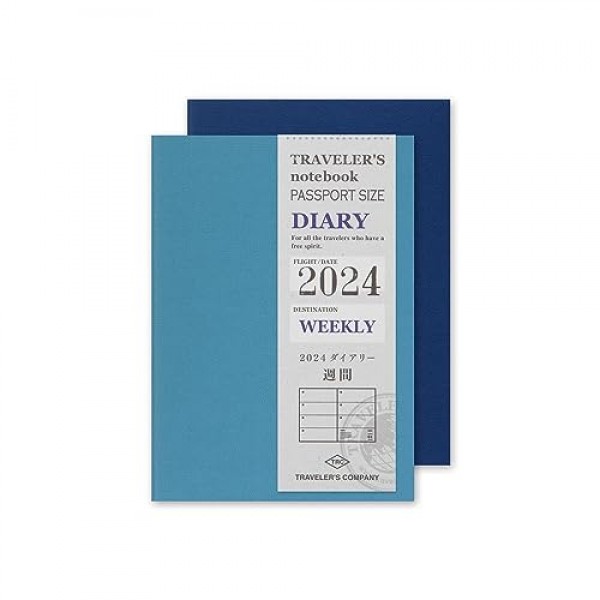 TRAVELER'S
notebook
PASSPORT SIZE
DIARY
For all the travelers who have a
free spirit.
FLIGHT/DATE
2024
DESTINATION
WEEKLY
2024 ダイアリー
週間
TRC
TRAVELER'S COMPANY